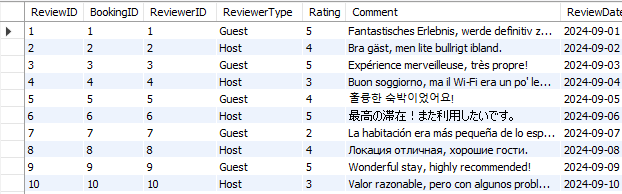 ReviewID BookingID ReviewerID ReviewerType Rating Comment ReviewDate
1 1 1 Guest 5 Fantastisches Erlebnis, werde definitiv z... 2024-09-01
2 2 2 Host 4 Bra gäst, men lite bullrigt ibland. 2024-09-02
3 3 3 Guest 5 Expérience merveilleuse, très propre! 2024-09-03
4 4 4 Host 3 Buon soggiorno, ma il Wi-Fi era un po' le... 2024-09-04
5 5 5 Guest 4 훌륭한 숙박이었어요! 2024-09-05
6 6 6 Host 5 最高の滞在！また利用したいです。 2024-09-06
7 7 7 Guest 2 La habitación era más pequeña de lo esp... 2024-09-07
8 8 8 Host 4 Локация отличная, хорошие гости. 2024-09-08
9 9 9 Guest 5 Wonderful stay, highly recommended! 2024-09-09
10 10 10 Host 3 Valor razonable, pero con algunos probl... 2024-09-10